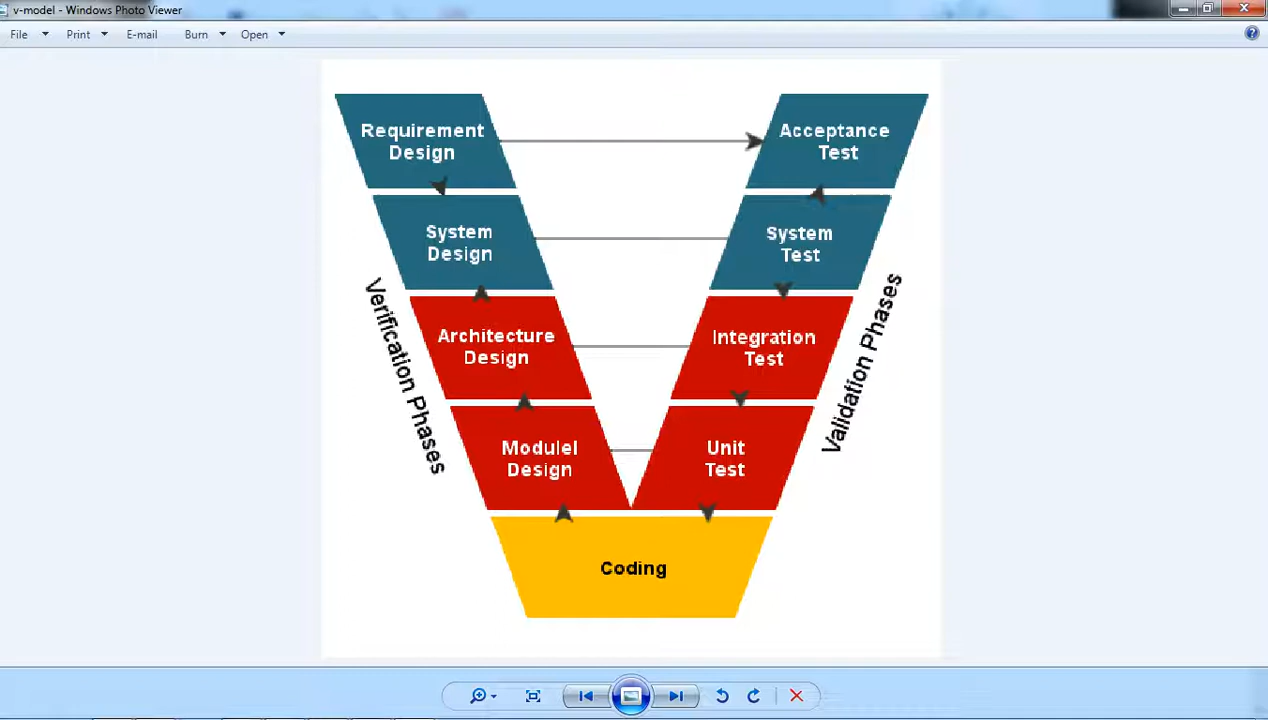 v-model - Windows Photo Viewer
File Print E-mail Burn Open
Requirement
Design
Acceptance
Test
System
Design
System
Test
Architecture
Design
Integration
Test
Modulel
Design
Unit
Test
Coding
Verification Phases
Validation Phases